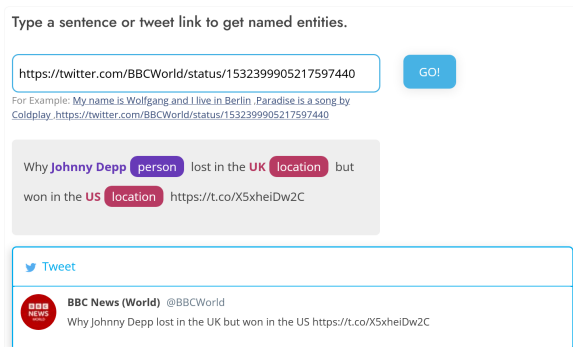 Type a sentence or tweet link to get named entities.
https://twitter.com/BBCWorld/status/1532399905217597440
GO!
For Example: My name is Wolfgang and I live in Berlin ,Paradise is a song by
Coldplay ,https://twitter.com/BBCWorld/status/1532399905217597440
Why Johnny Depp person lost in the UK location but
won in the US location https://t.co/X5xheiDw2C
Tweet
BBC
NEWS
WORLD
BBC News (World) @BBCWorld
Why Johnny Depp lost in the UK but won in the US https://t.co/X5xheiDw2C